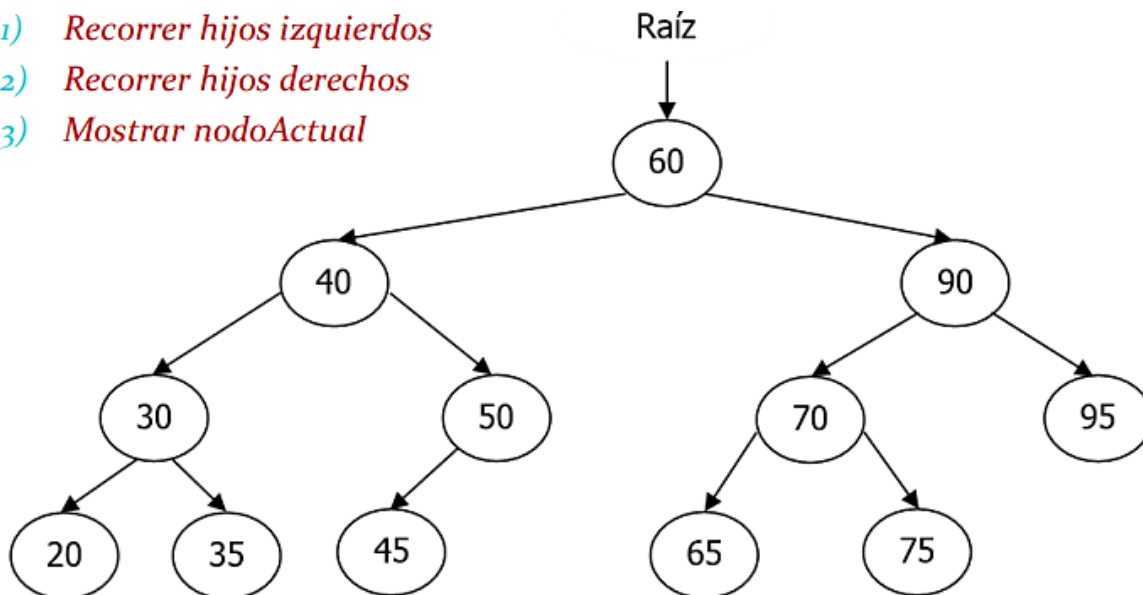 1) Recorrer hijos izquierdos
2) Recorrer hijos derechos
3) Mostrar nodoActual
Raíz
60
40 90
30 50 70 95
20 35 45 65 75